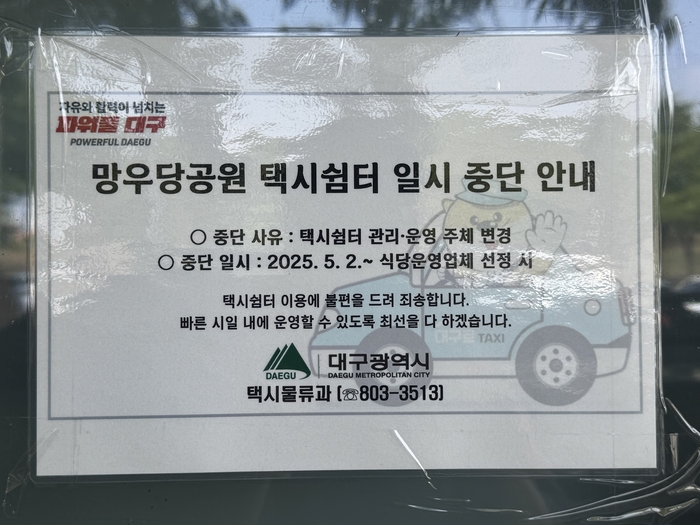 자유와 활력이 넘치는
파워풀 대구
POWERFUL DAEGU
망우당공원 택시쉼터 일시 중단 안내
○ 중단 사유 : 택시쉼터 관리·운영 주체 변경
○ 중단 일시 : 2025. 5. 2.~ 식당운영업체 선정 시
택시쉼터 이용에 불편을 드려 죄송합니다.
빠른 시일 내에 운영할 수 있도록 최선을 다 하겠습니다.
대구로 TAXI
DAEGU
대구광역시
DAEGU METROPOLITAN CITY
택시물류과 (☏803-3513)